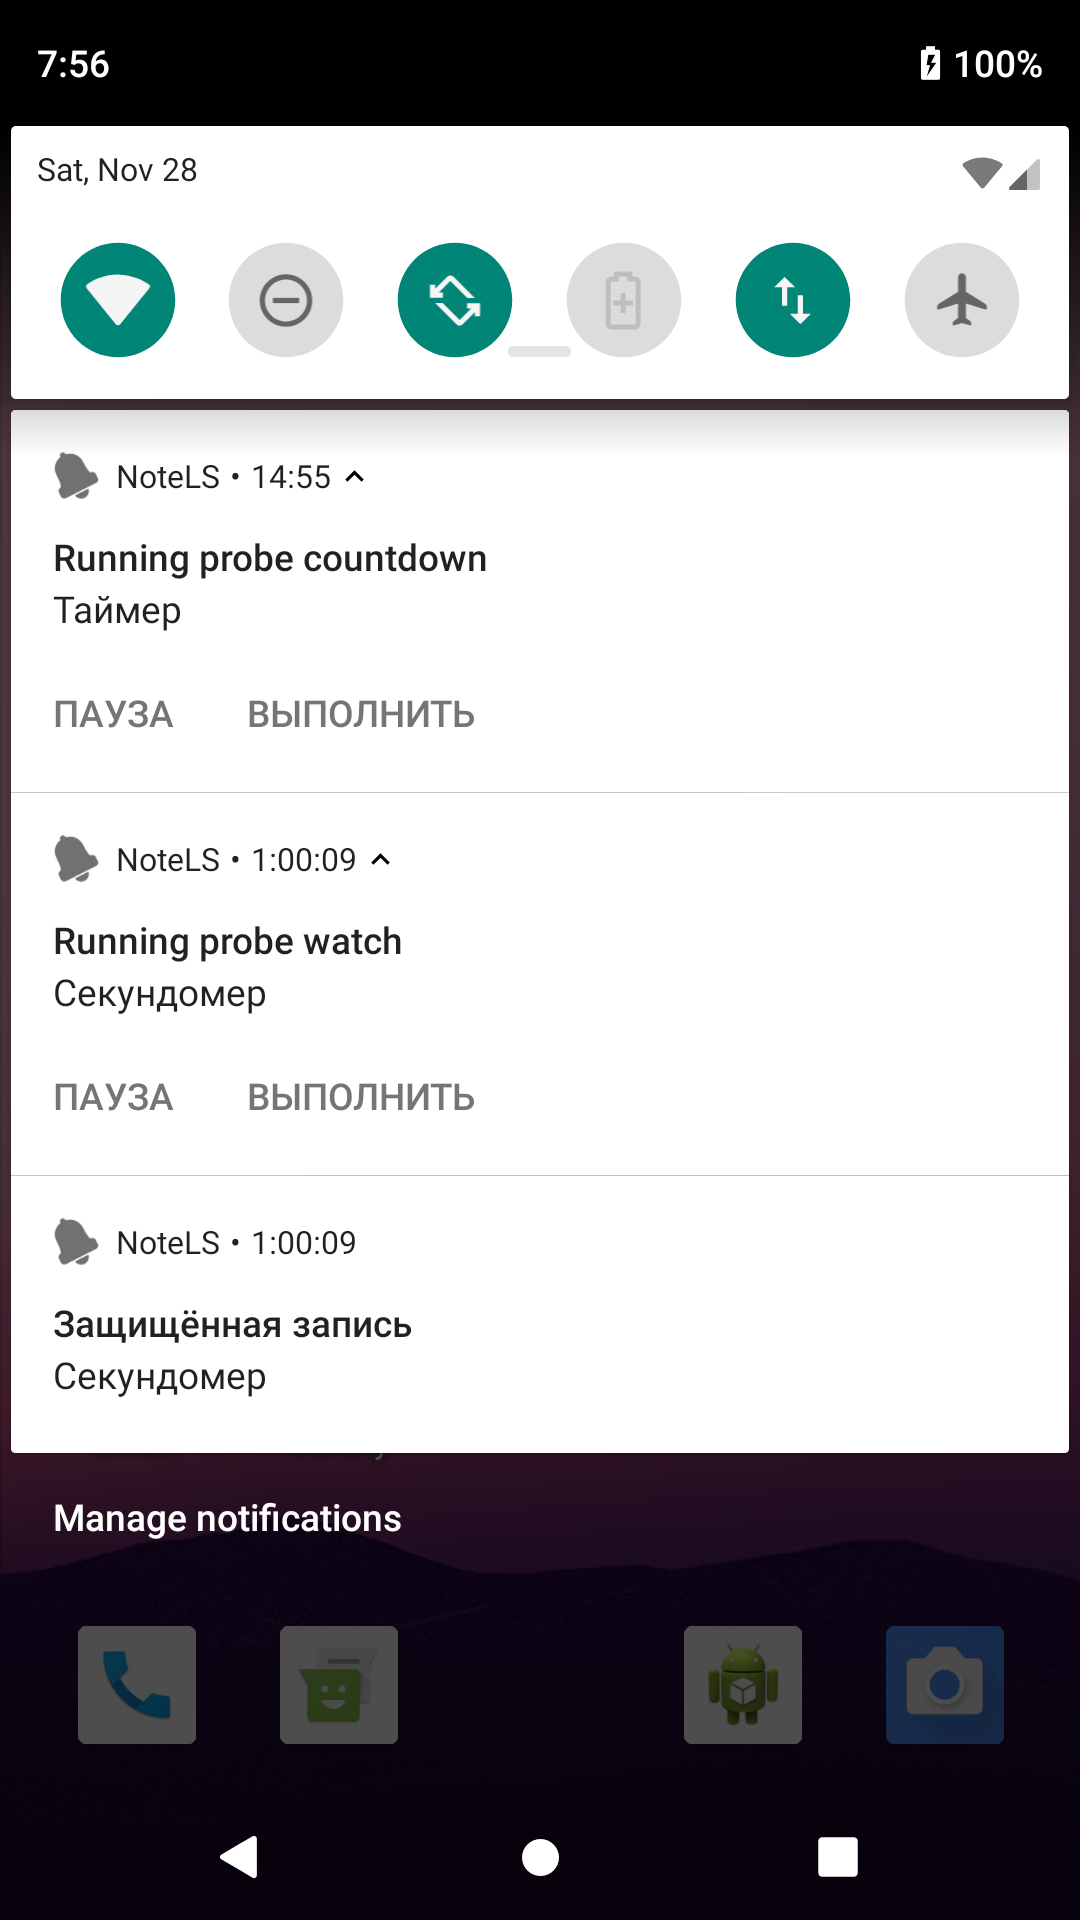 7:56 100%
Sat, Nov 28
NoteLS • 14:55
Running probe countdown
Таймер
ПАУЗА ВЫПОЛНИТЬ
NoteLS • 1:00:09
Running probe watch
Секундомер
ПАУЗА ВЫПОЛНИТЬ
NoteLS • 1:00:09
Защищённая запись
Секундомер
Manage notifications